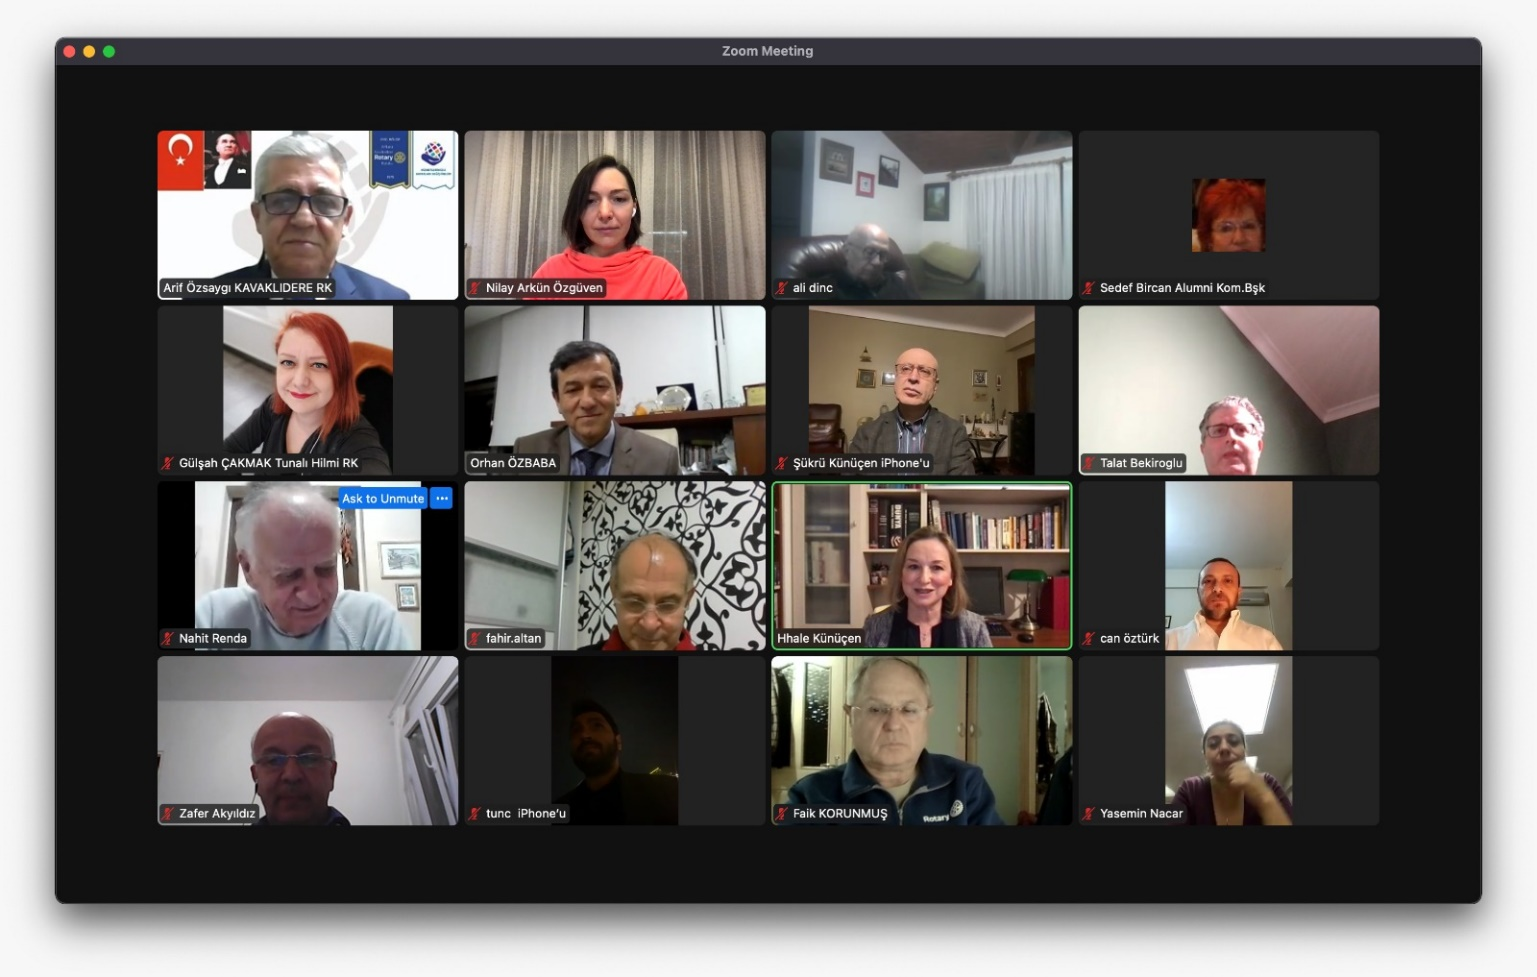 Zoom Meeting
Rotary
Arif Özsaygı KAVAKLIDERE RK
Nilay Arkün Özgüven
ali dinc
Sedef Bircan Alumni Kom.Bşk
Gülşah ÇAKMAK Tunalı Hilmi RK
Orhan ÖZBABA
Şükrü Künüçen iPhone'u
Talat Bekiroglu
Ask to Unmute
Nahit Renda
fahir.altan
Hhale Künüçen
can öztürk
Zafer Akyıldız
tunc iPhone'u
Rotary
Faik KORUNMUŞ
Yasemin Nacar